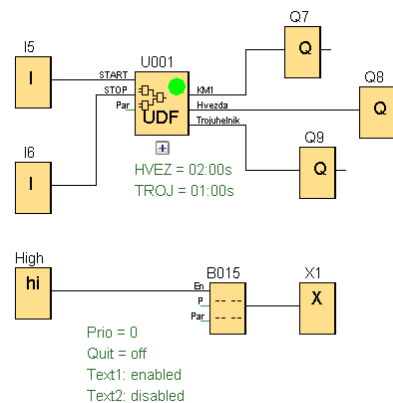 Q7
I5
Q
U001
Q8
I
START
STOP
Par
UDF
KM1
Hvezda
Trojuhelnik
Q
I6
Q9
I
Q
HVEZ = 02:00s
TROJ = 01:00s
High
B015
X1
hi
En
P
Par
X
Prio = 0
Quit = off
Text1: enabled
Text2: disabled